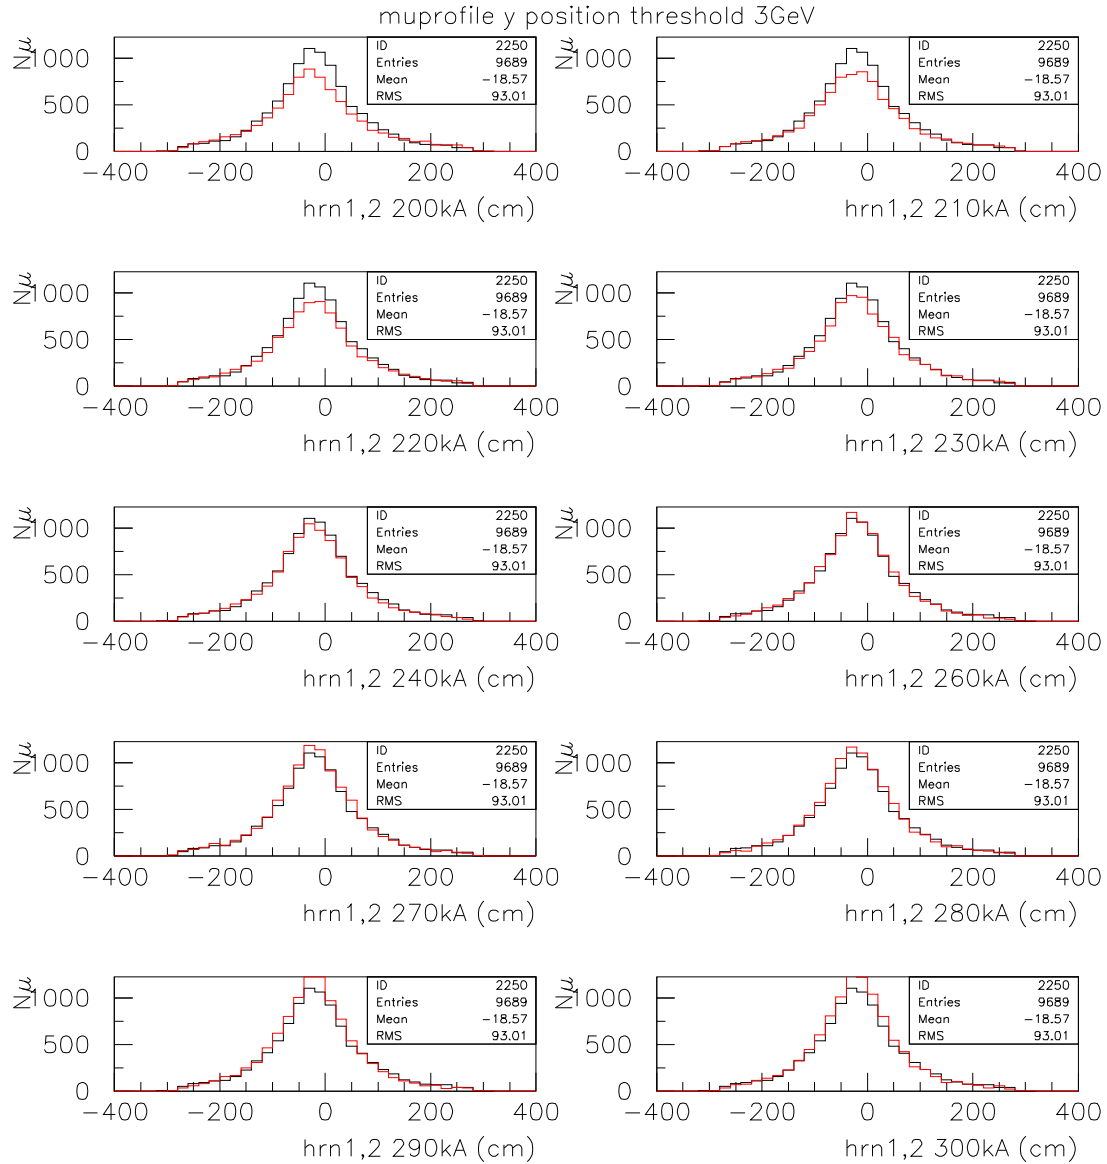 muprofile y position threshold 3GeV
Nμ
1000
500
0
ID 2250
Entries 9689
Mean -18.57
RMS 93.01
-400 -200 0 200 400
hrn1,2 200kA (cm)
Nμ
1000
500
0
ID 2250
Entries 9689
Mean -18.57
RMS 93.01
-400 -200 0 200 400
hrn1,2 210kA (cm)
Nμ
1000
500
0
ID 2250
Entries 9689
Mean -18.57
RMS 93.01
-400 -200 0 200 400
hrn1,2 220kA (cm)
Nμ
1000
500
0
ID 2250
Entries 9689
Mean -18.57
RMS 93.01
-400 -200 0 200 400
hrn1,2 230kA (cm)
Nμ
1000
500
0
ID 2250
Entries 9689
Mean -18.57
RMS 93.01
-400 -200 0 200 400
hrn1,2 240kA (cm)
Nμ
1000
500
0
ID 2250
Entries 9689
Mean -18.57
RMS 93.01
-400 -200 0 200 400
hrn1,2 260kA (cm)
Nμ
1000
500
0
ID 2250
Entries 9689
Mean -18.57
RMS 93.01
-400 -200 0 200 400
hrn1,2 270kA (cm)
Nμ
1000
500
0
ID 2250
Entries 9689
Mean -18.57
RMS 93.01
-400 -200 0 200 400
hrn1,2 280kA (cm)
Nμ
1000
500
0
ID 2250
Entries 9689
Mean -18.57
RMS 93.01
-400 -200 0 200 400
hrn1,2 290kA (cm)
Nμ
1000
500
0
ID 2250
Entries 9689
Mean -18.57
RMS 93.01
-400 -200 0 200 400
hrn1,2 300kA (cm)